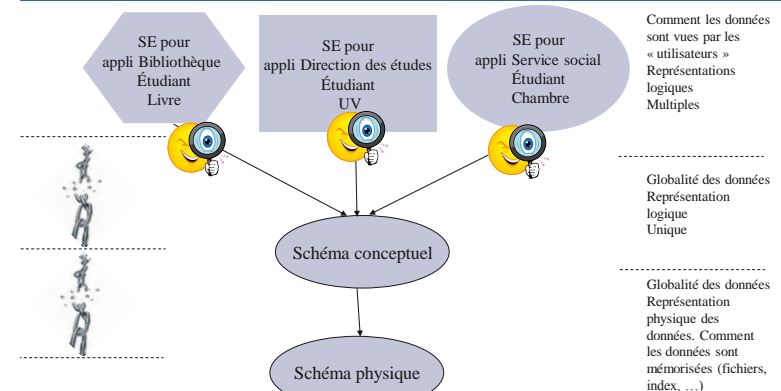 SE pour
appli Bibliothèque
Étudiant
Livre
SE pour
appli Direction des études
Étudiant
UV
SE pour
appli Service social
Étudiant
Chambre
Comment les données
sont vues par les
« utilisateurs »
Représentations
logiques
Multiples
Globalité des données
Représentation
logique
Unique
Schéma conceptuel
Globalité des données
Représentation
physique des
données. Comment
les données sont
mémorisées (fichiers,
index, …)
Schéma physique